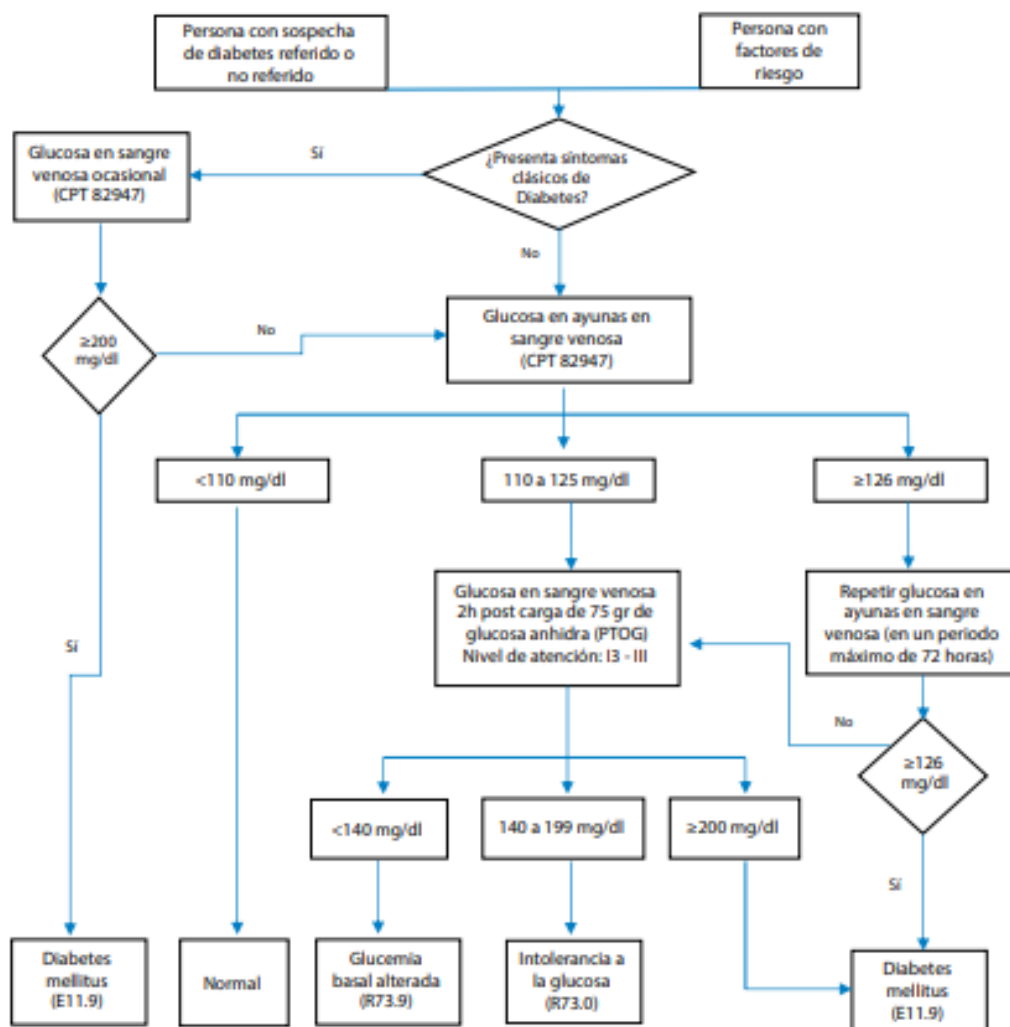 Persona con sospecha
de diabetes referido o
no referido
Persona con
factores de
riesgo
¿Presenta síntomas
clásicos de
Diabetes?
Sí
Glucosa en sangre
venosa ocasional
(CPT 82947)
No
≥200
mg/dl
No
Glucosa en ayunas en
sangre venosa
(CPT 82947)
<110 mg/dl
110 a 125 mg/dl
≥126 mg/dl
Glucosa en sangre venosa
2h post carga de 75 gr de
glucosa anhidra (PTOG)
Nivel de atención: I3 - III
Repetir glucosa en
ayunas en sangre
venosa (en un periodo
máximo de 72 horas)
Sí
No
≥126
mg/dl
<140 mg/dl
140 a 199 mg/dl
≥200 mg/dl
Sí
Diabetes
mellitus
(E11.9)
Normal
Glucemia
basal alterada
(R73.9)
Intolerancia a
la glucosa
(R73.0)
Diabetes
mellitus
(E11.9)